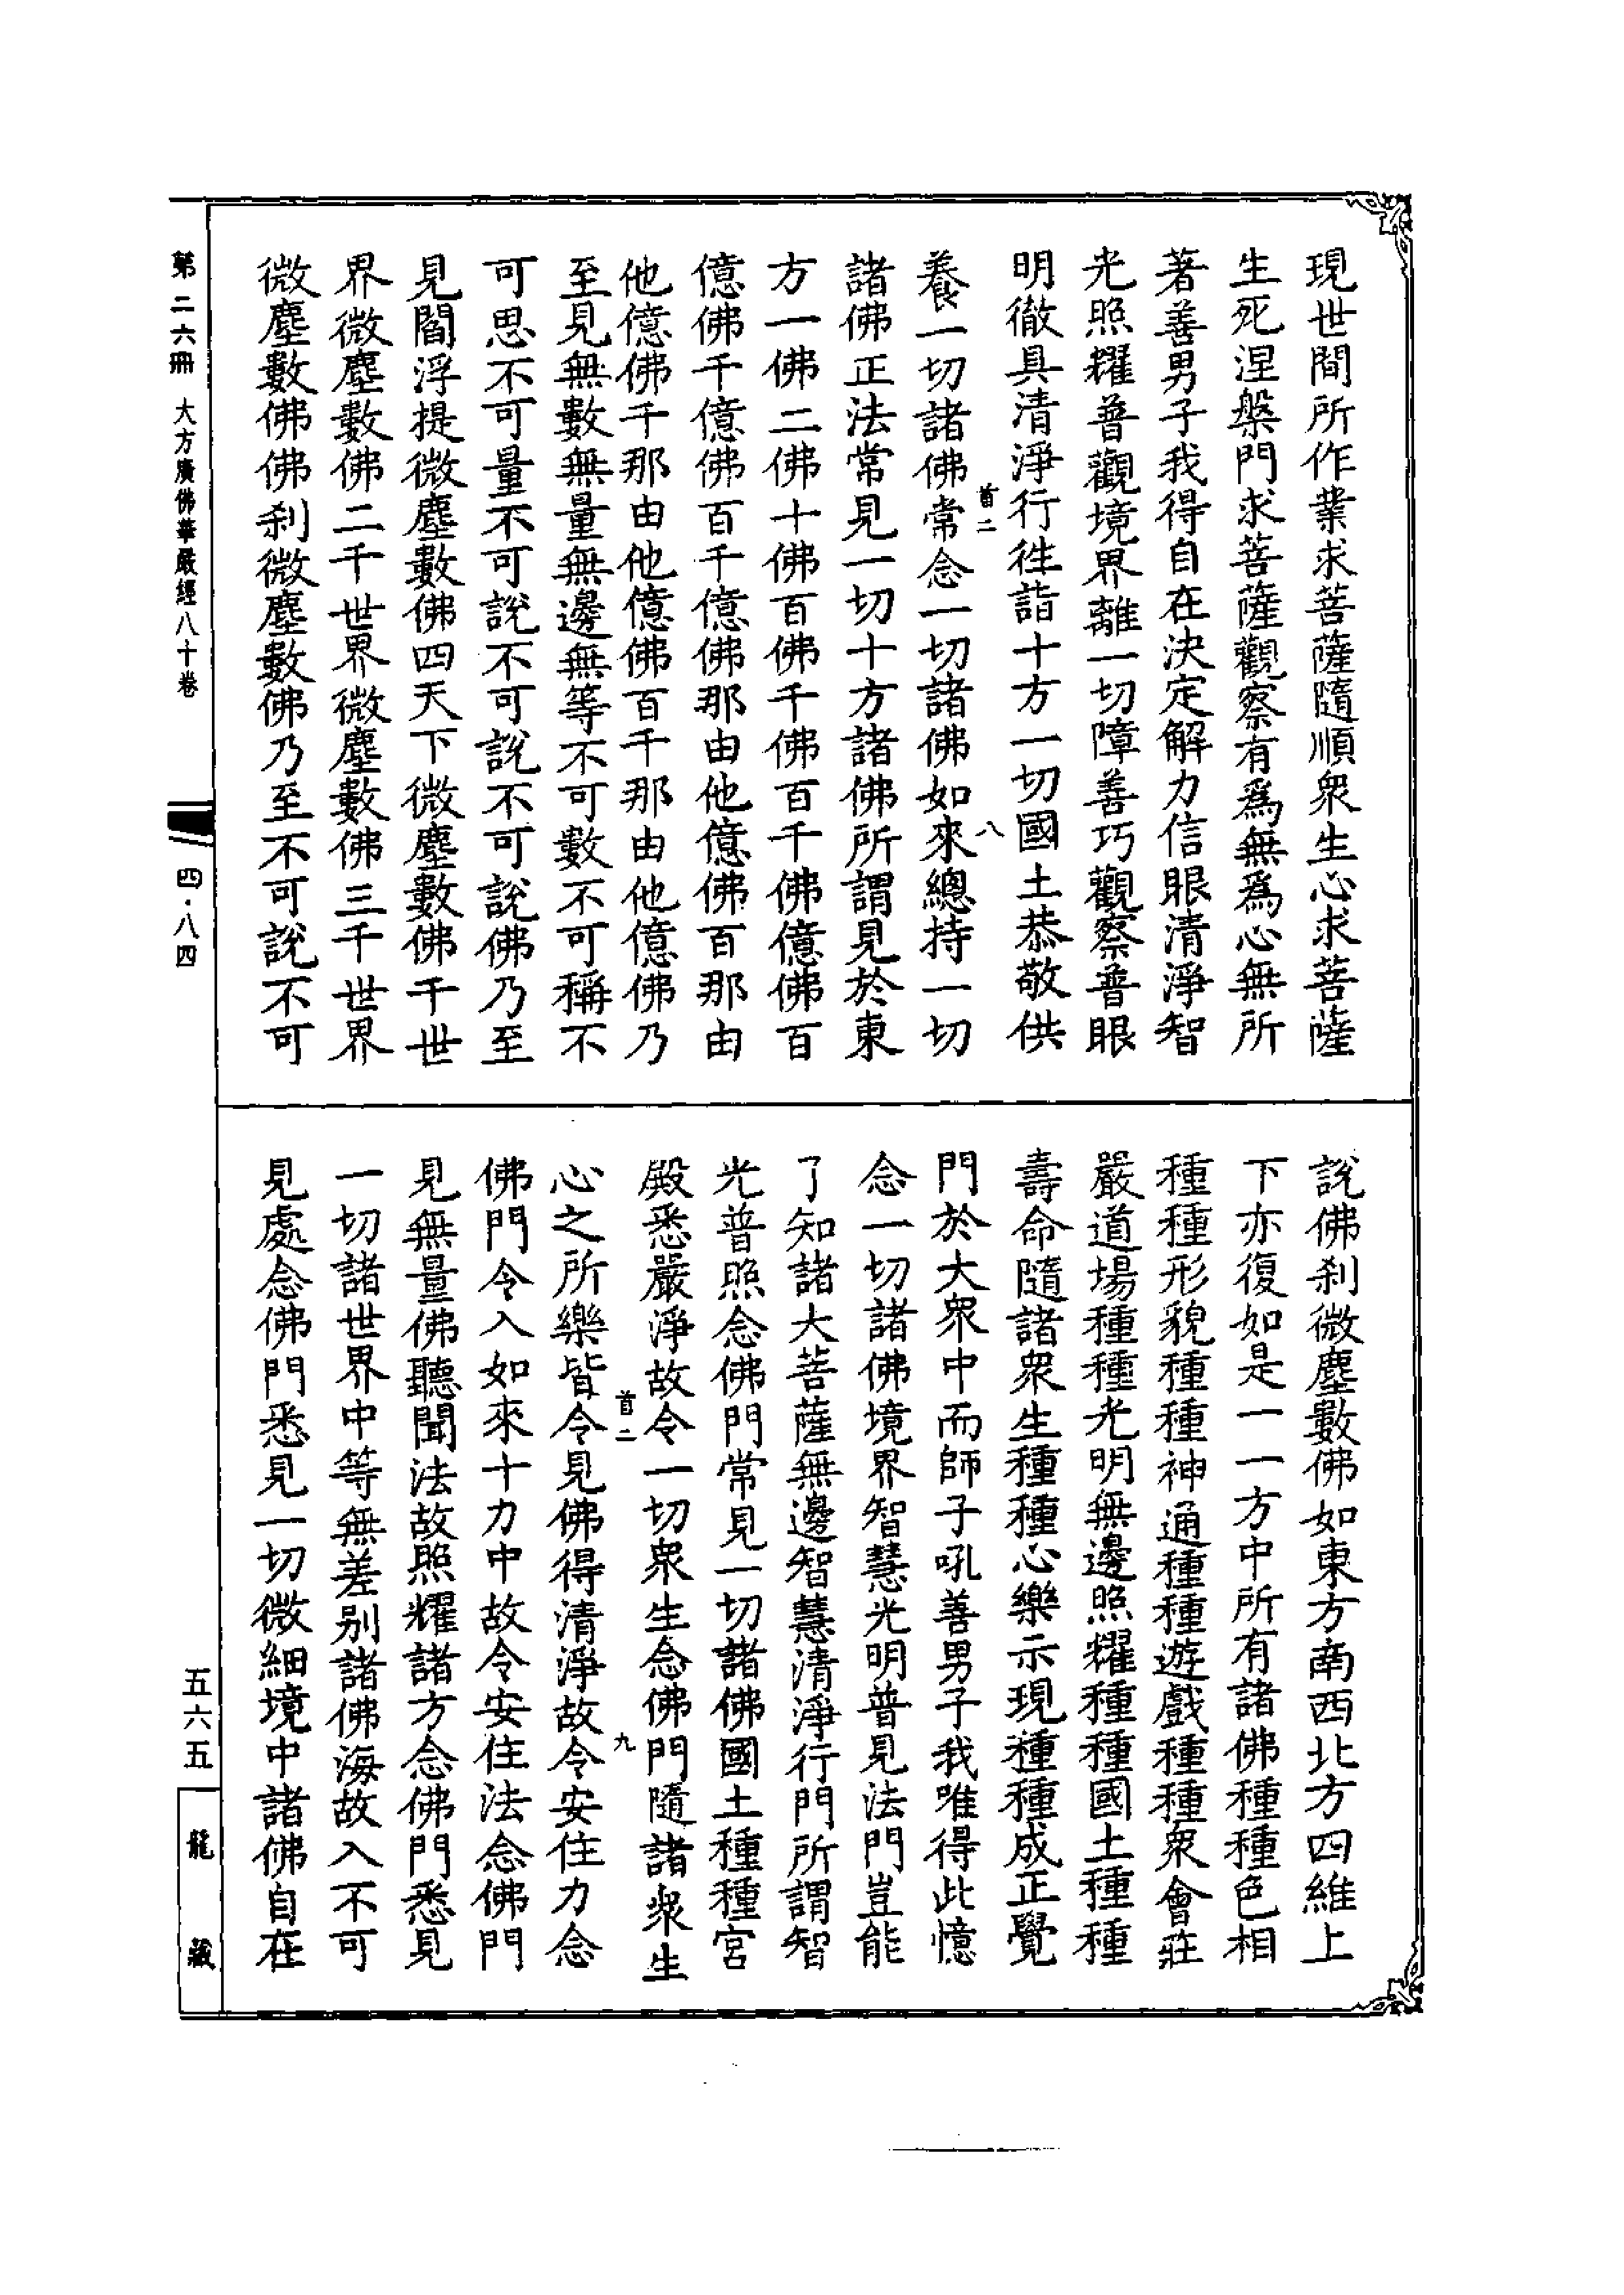 現世間所作業求菩薩隨順衆生心求菩薩
生死涅槃門求菩薩觀察有爲無爲心無所
著善男子我得自在決定解力信眼清淨智
光照耀普觀境界離一切障善巧觀察普眼
明徹具清淨行徃詣十方一切國土恭敬供
首二
八
養一切諸佛常念一切諸佛如來總持一切
諸佛正法常見一切十方諸佛所謂見於東
方一佛二佛十佛百佛千佛百千佛億佛百
億佛千億佛百千億佛那由他億佛百那由
他億佛千那由他億佛百千那由他億佛乃
至見無數無量無邊無等不可數不可稱不
可思不可量不可說不可說不可說佛乃至
見閻浮提微塵數佛四天下微塵數佛千世
界微塵數佛二千世界微塵數佛三千世界
微塵數佛佛剎微塵數佛乃至不可說不可
說佛剎微塵數佛如東方南西北方四維上
下亦復如是一一方中所有諸佛種種色相
種種形貌種種神通種種遊戲種種衆會莊
嚴道場種種光明無邊照耀種種國土種種
壽命隨諸衆生種種心樂示現種種成正覺
門於大衆中而師子吼善男子我唯得此憶
念一切諸佛境界智慧光明普見法門豈能
了知諸大菩薩無邊智慧清淨行門所謂智
光普照念佛門常見一切諸佛國土種種宮
殿悉嚴淨故令一切衆生念佛門隨諸衆生
首二
九
心之所樂皆令見佛得清淨故令安住力念
佛門令入如來十力中故令安住法念佛門
見無量佛聽聞法故照耀諸方念佛門悉見
一切諸世界中等無差别諸佛海故入不可
見處念佛門悉見一切微細境中諸佛自在
第二六冊 大方廣佛華嚴經八十卷
四·八四
五六五
龍藏